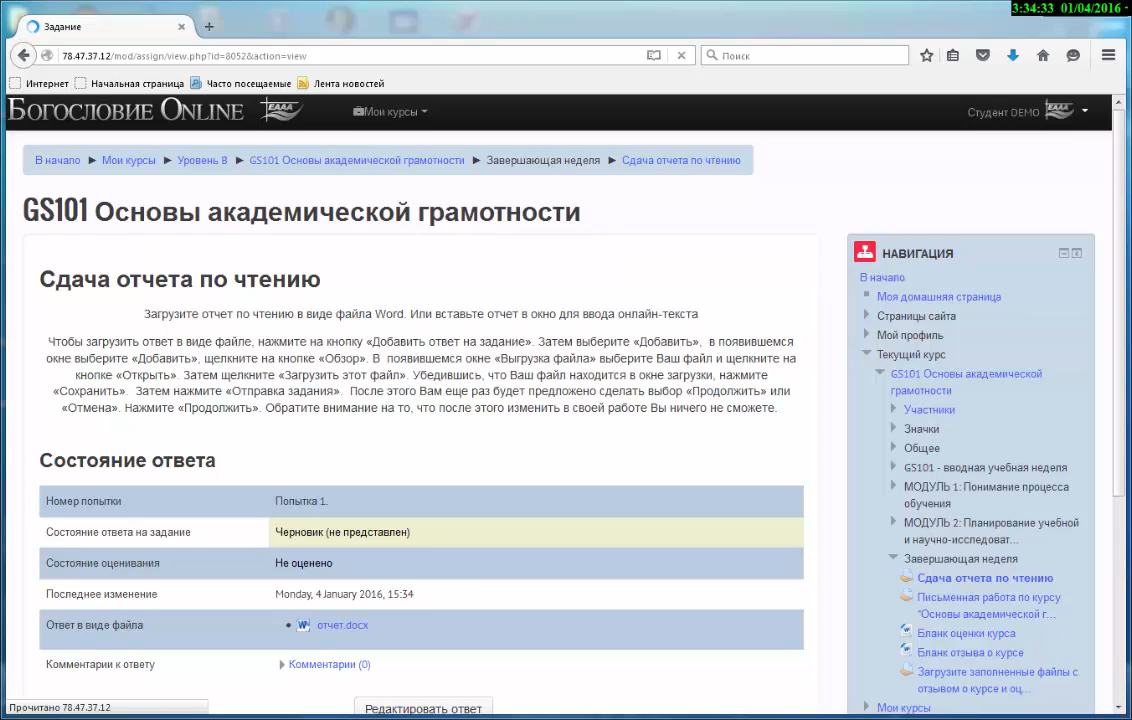 3:34:33 01/04/2016
Задание
78.47.37.12/mod/assign/view.php?id=8052&action=view
Поиск
Интернет
Начальная страница
Часто посещаемые
Лента новостей
Богословие Online
ЕААА
Мои курсы
Студент DEMO
ЕААА
В начало ► Мои курсы ► Уровень B ► GS101 Основы академической грамотности ► Завершающая неделя ► Сдача отчета по чтению
GS101 Основы академической грамотности
Сдача отчета по чтению
Загрузите отчет по чтению в виде файла Word. Или вставьте отчет в окно для ввода онлайн-текста
Чтобы загрузить ответ в виде файле, нажмите на кнопку «Добавить ответ на задание». Затем выберите «Добавить», в появившемся
окне выберите «Добавить», щелкните на кнопке «Обзор». В появившемся окне «Выгрузка файла» выберите Ваш файл и щелкните на
кнопке «Открыть». Затем щелкните «Загрузить этот файл». Убедившись, что Ваш файл находится в окне загрузки, нажмите
«Сохранить». Затем нажмите «Отправка задания». После этого Вам еще раз будет предложено сделать выбор «Продолжить» или
«Отмена». Нажмите «Продолжить». Обратите внимание на то, что после этого изменить в своей работе Вы ничего не сможете.
Состояние ответа
Номер попытки Попытка 1.
Состояние ответа на задание Черновик (не представлен)
Состояние оценивания Не оценено
Последнее изменение Monday, 4 January 2016, 15:34
Ответ в виде файла • отчет.docx
Комментарии к ответу Комментарии (0)
Редактировать ответ
НАВИГАЦИЯ
В начало
Моя домашняя страница
Страницы сайта
Мой профиль
Текущий курс
GS101 Основы академической
грамотности
Участники
Значки
Общее
GS101 - вводная учебная неделя
МОДУЛЬ 1: Понимание процесса
обучения
МОДУЛЬ 2: Планирование учебной
и научно-исследоват...
Завершающая неделя
Сдача отчета по чтению
Письменная работа по курсу
"Основы академической г...
Бланк оценки курса
Бланк отзыва о курсе
Загрузите заполненные файлы с
отзывом о курсе и оц...
Мои курсы
Прочитано 78.47.37.12